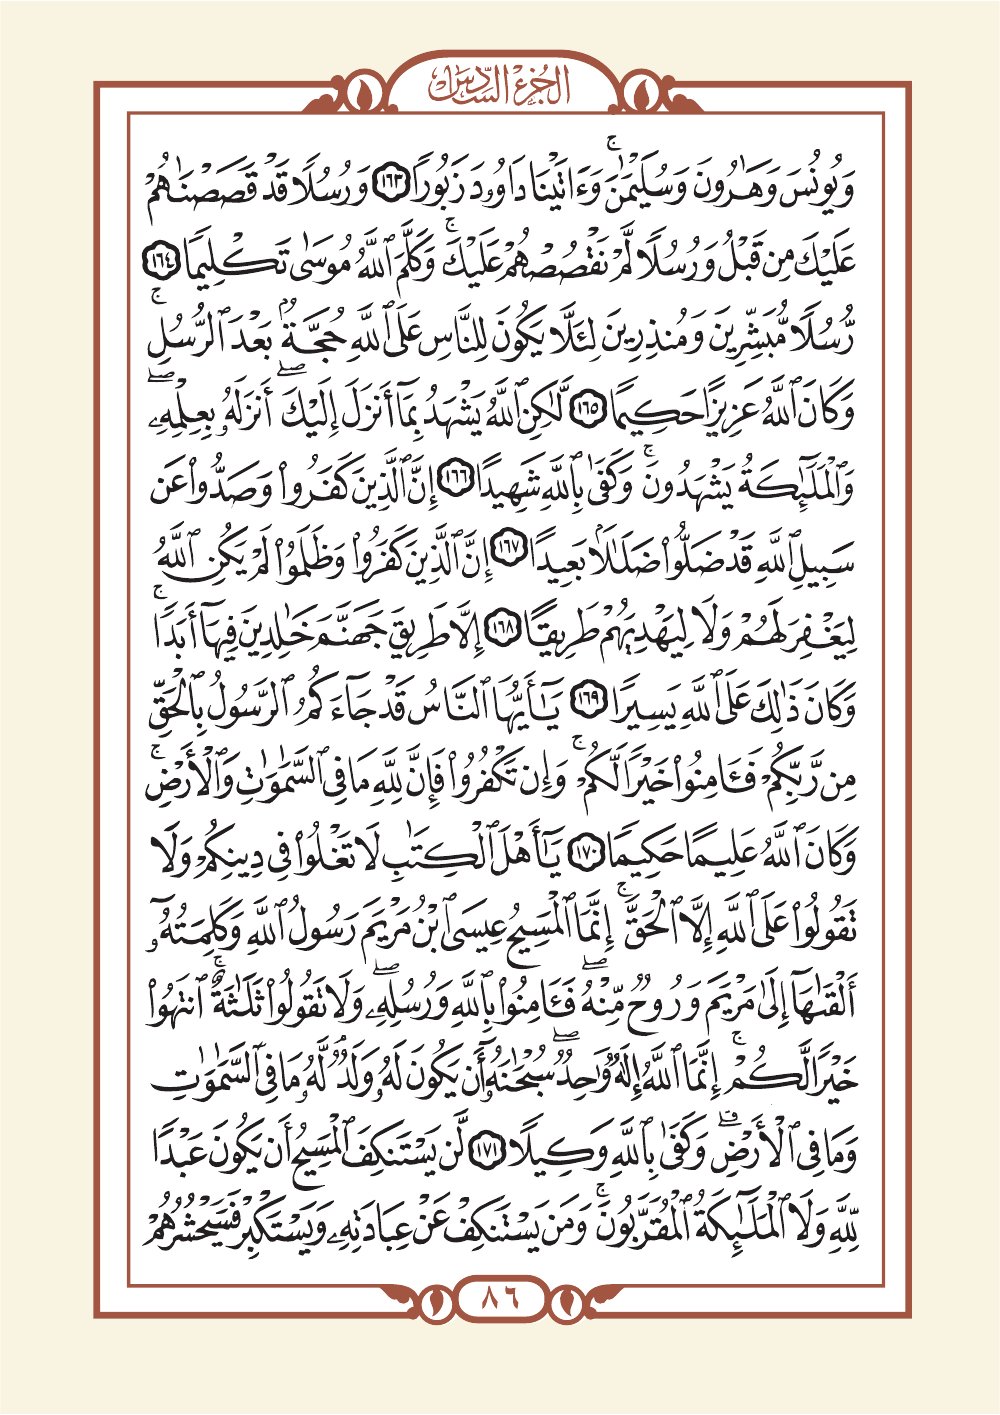 الجزء السادس
وَيُونُسَ وَهَٰرُونَ وَسُلَيْمَٰنَۚ وَءَاتَيْنَا دَاوُۥدَ زَبُورًا ١٦٣ وَرُسُلًا قَدْ قَصَصْنَٰهُمْ
عَلَيْكَ مِن قَبْلُ وَرُسُلًا لَّمْ نَقْصُصْهُمْ عَلَيْكَۚ وَكَلَّمَ ٱللَّهُ مُوسَىٰ تَكْلِيمًا ١٦٤
رُّسُلًا مُّبَشِّرِينَ وَمُنذِرِينَ لِئَلَّا يَكُونَ لِلنَّاسِ عَلَى ٱللَّهِ حُجَّةٌۢ بَعْدَ ٱلرُّسُلِۚ
وَكَانَ ٱللَّهُ عَزِيزًا حَكِيمًا ١٦٥ لَّٰكِنِ ٱللَّهُ يَشْهَدُ بِمَآ أَنزَلَ إِلَيْكَۖ أَنزَلَهُۥ بِعِلْمِهِۦۖ
وَٱلْمَلَٰٓئِكَةُ يَشْهَدُونَۚ وَكَفَىٰ بِٱللَّهِ شَهِيدًا ١٦٦ إِنَّ ٱلَّذِينَ كَفَرُوا۟ وَصَدُّوا۟ عَن
سَبِيلِ ٱللَّهِ قَدْ ضَلُّوا۟ ضَلَٰلًۢا بَعِيدًا ١٦٧ إِنَّ ٱلَّذِينَ كَفَرُوا۟ وَظَلَمُوا۟ لَمْ يَكُنِ ٱللَّهُ
لِيَغْفِرَ لَهُمْ وَلَا لِيَهْدِيَهُمْ طَرِيقًا ١٦٨ إِلَّا طَرِيقَ جَهَنَّمَ خَٰلِدِينَ فِيهَآ أَبَدًاۚ
وَكَانَ ذَٰلِكَ عَلَى ٱللَّهِ يَسِيرًا ١٦٩ يَٰٓأَيُّهَا ٱلنَّاسُ قَدْ جَآءَكُمُ ٱلرَّسُولُ بِٱلْحَقِّ
مِن رَّبِّكُمْ فَـَٔامِنُوا۟ خَيْرًا لَّكُمْۚ وَإِن تَكْفُرُوا۟ فَإِنَّ لِلَّهِ مَا فِى ٱلسَّمَٰوَٰتِ وَٱلْأَرْضِۚ
وَكَانَ ٱللَّهُ عَلِيمًا حَكِيمًا ١٧٠ يَٰٓأَهْلَ ٱلْكِتَٰبِ لَا تَغْلُوا۟ فِى دِينِكُمْ وَلَا
تَقُولُوا۟ عَلَى ٱللَّهِ إِلَّا ٱلْحَقَّۚ إِنَّمَا ٱلْمَسِيحُ عِيسَى ٱبْنُ مَرْيَمَ رَسُولُ ٱللَّهِ وَكَلِمَتُهُۥٓ
أَلْقَىٰهَآ إِلَىٰ مَرْيَمَ وَرُوحٌ مِّنْهُۖ فَـَٔامِنُوا۟ بِٱللَّهِ وَرُسُلِهِۦۖ وَلَا تَقُولُوا۟ ثَلَٰثَةٌۚ ٱنتَهُوا۟
خَيْرًا لَّكُمْۚ إِنَّمَا ٱللَّهُ إِلَٰهٌ وَٰحِدٌۖ سُبْحَٰنَهُۥٓ أَن يَكُونَ لَهُۥ وَلَدٌۘ لَّهُۥ مَا فِى ٱلسَّمَٰوَٰتِ
وَمَا فِى ٱلْأَرْضِۗ وَكَفَىٰ بِٱللَّهِ وَكِيلًا ١٧١ لَّن يَسْتَنكِفَ ٱلْمَسِيحُ أَن يَكُونَ عَبْدًا
لِّلَّهِ وَلَا ٱلْمَلَٰٓئِكَةُ ٱلْمُقَرَّبُونَۚ وَمَن يَسْتَنكِفْ عَنْ عِبَادَتِهِۦ وَيَسْتَكْبِرْ فَسَيَحْشُرُهُمْ
٨٦